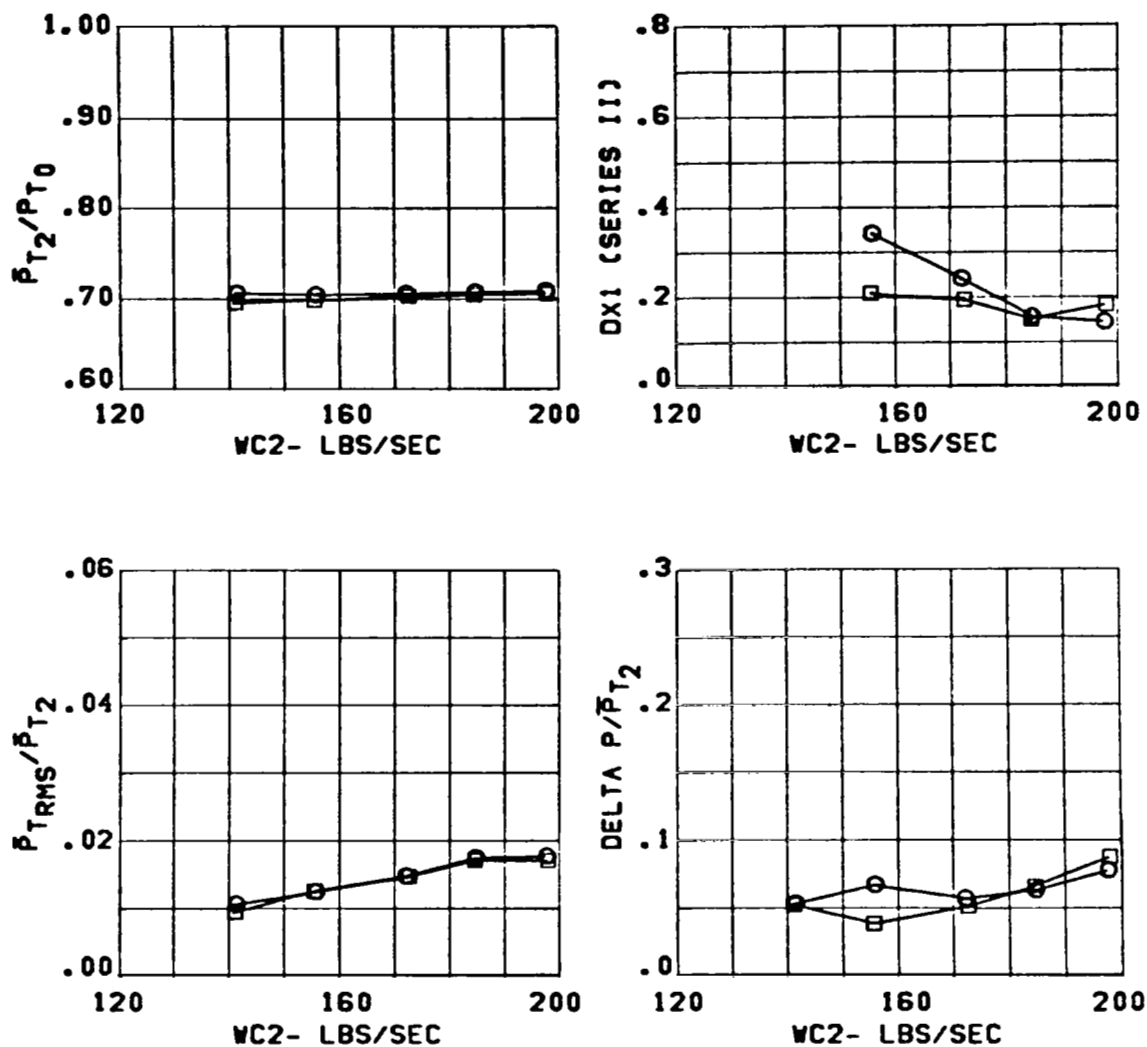 1.00
.90
.80
.70
.60
P̄T2/PT0
120 160 200
WC2- LBS/SEC
.8
.6
.4
.2
.0
DX1 (SERIES II)
120 160 200
WC2- LBS/SEC
.06
.04
.02
.00
P̄TRMS/P̄T2
120 160 200
WC2- LBS/SEC
.3
.2
.1
.0
DELTA P/P̄T2
120 160 200
WC2- LBS/SEC